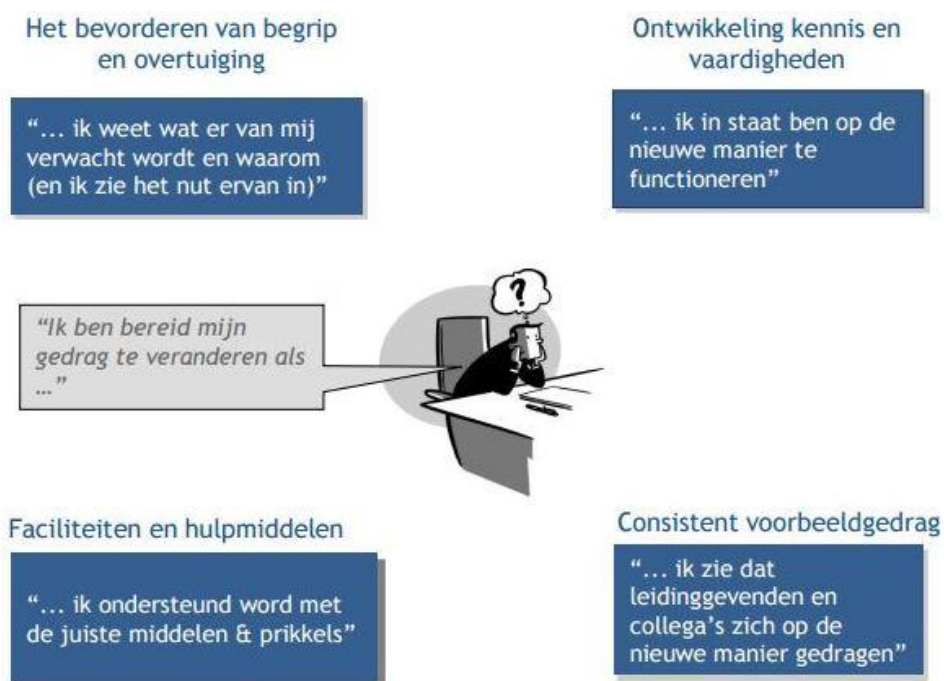 Het bevorderen van begrip
en overtuiging
“... ik weet wat er van mij
verwacht wordt en waarom
(en ik zie het nut ervan in)”
Ontwikkeling kennis en
vaardigheden
“... ik in staat ben op de
nieuwe manier te
functioneren”
?
“Ik ben bereid mijn
gedrag te veranderen als
…”
Faciliteiten en hulpmiddelen
“... ik ondersteund word met
de juiste middelen & prikkels”
Consistent voorbeeldgedrag
“... ik zie dat
leidinggevenden en
collega’s zich op de
nieuwe manier gedragen”